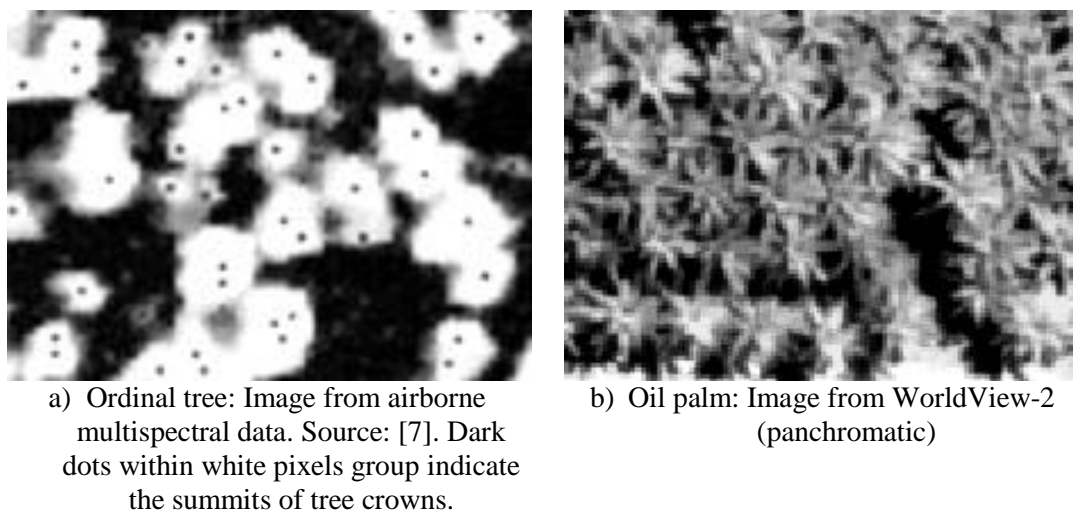 a) Ordinal tree: Image from airborne
multispectral data. Source: [7]. Dark
dots within white pixels group indicate
the summits of tree crowns.
b) Oil palm: Image from WorldView-2
(panchromatic)